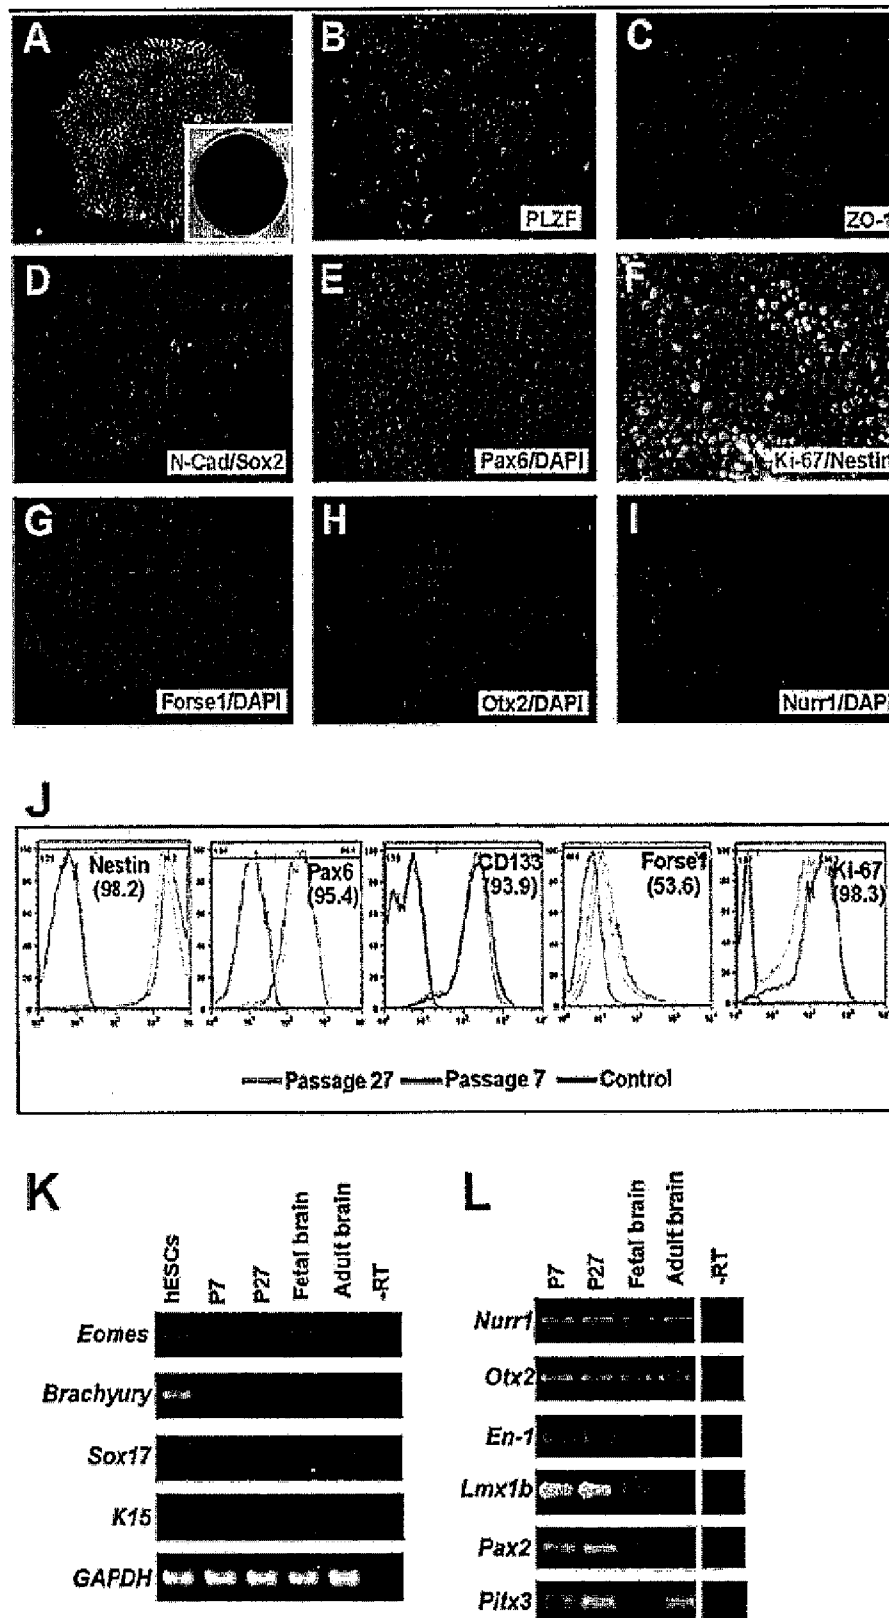 A
B
C
PLZF
ZO-1
D
E
F
N-Cad/Sox2
Pax6/DAPI
Ki-67/Nestin
G
H
I
Forse1/DAPI
Otx2/DAPI
Nurr1/DAPI
J
Nestin
(98.2)
Pax6
(95.4)
CD133
(93.9)
Forse1
(53.6)
Ki-67
(98.3)
Passage 27 Passage 7 Control
K
hESCs
P7
P27
Fetal brain
Adult brain
-RT
Eomes
Brachyury
Sox17
K15
GAPDH
L
P7
P27
Fetal brain
Adult brain
-RT
Nurr1
Otx2
En-1
Lmx1b
Pax2
Pitx3